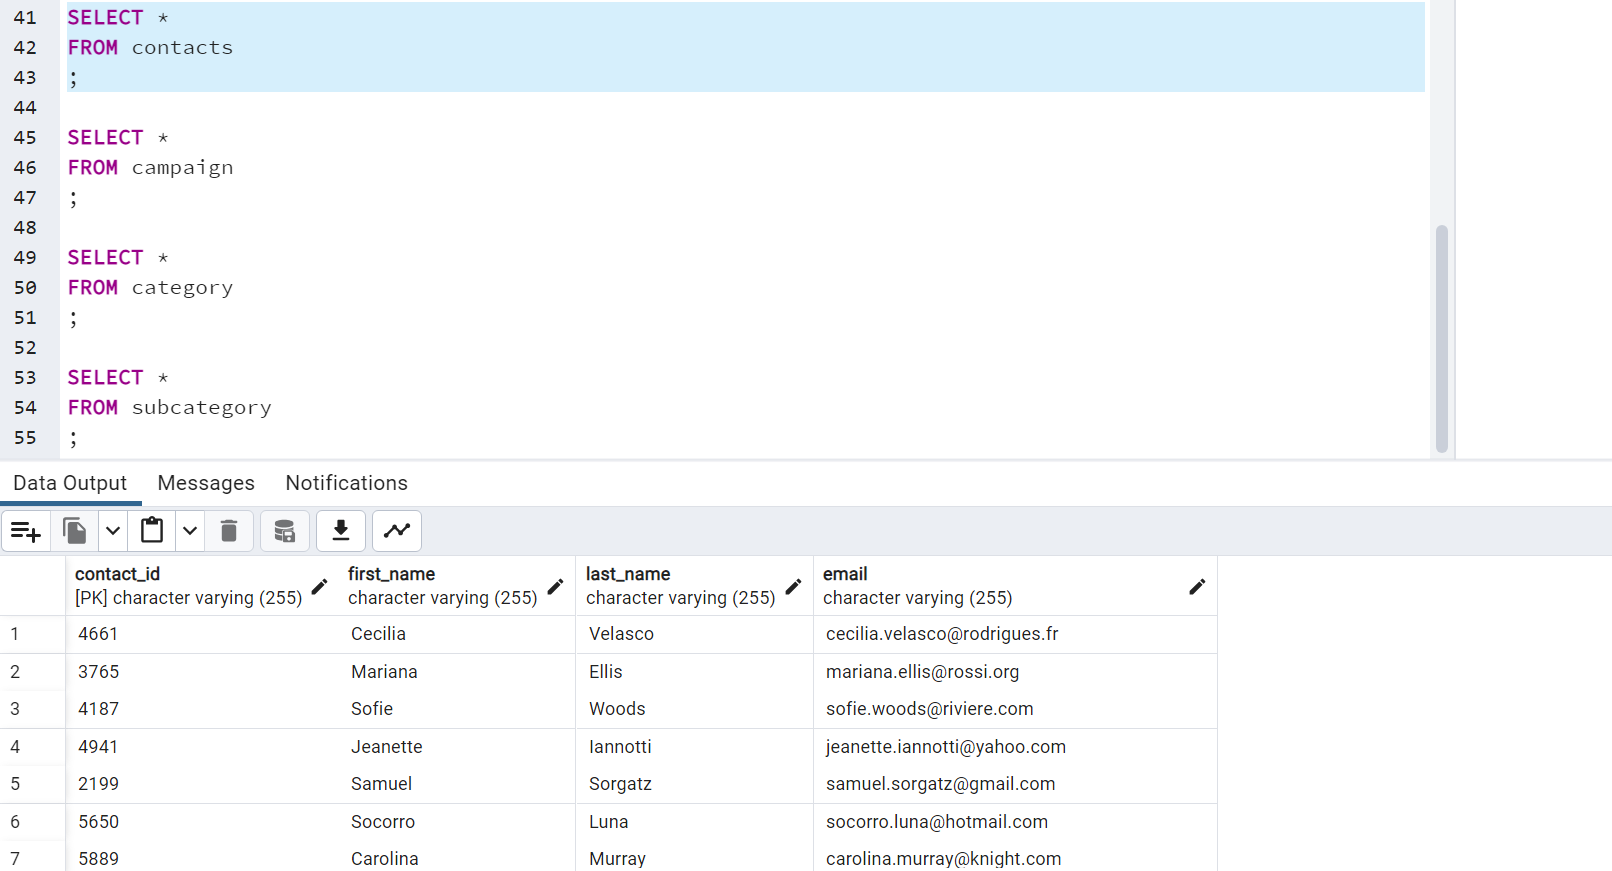 41 SELECT *
42 FROM contacts
43 ;
44
45 SELECT *
46 FROM campaign
47 ;
48
49 SELECT *
50 FROM category
51 ;
52
53 SELECT *
54 FROM subcategory
55 ;
Data Output Messages Notifications
contact_id first_name last_name email
[PK] character varying (255) character varying (255) character varying (255) character varying (255)
1 4661 Cecilia Velasco cecilia.velasco@rodrigues.fr
2 3765 Mariana Ellis mariana.ellis@rossi.org
3 4187 Sofie Woods sofie.woods@riviere.com
4 4941 Jeanette Iannotti jeanette.iannotti@yahoo.com
5 2199 Samuel Sorgatz samuel.sorgatz@gmail.com
6 5650 Socorro Luna socorro.luna@hotmail.com
7 5889 Carolina Murray carolina.murray@knight.com